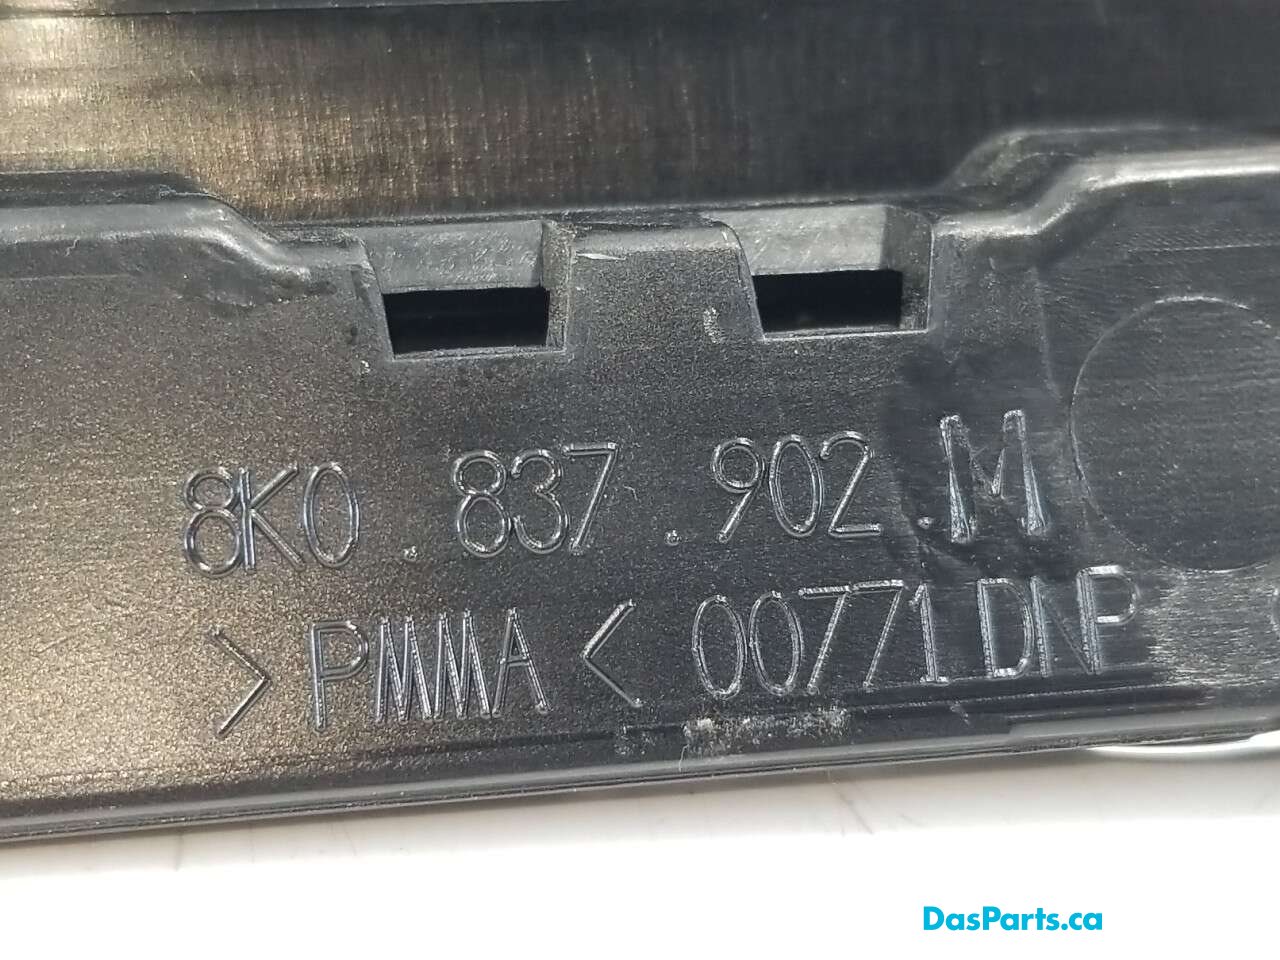 8K0.837.902.M
>PMMA< 00771DNP
DasParts.ca